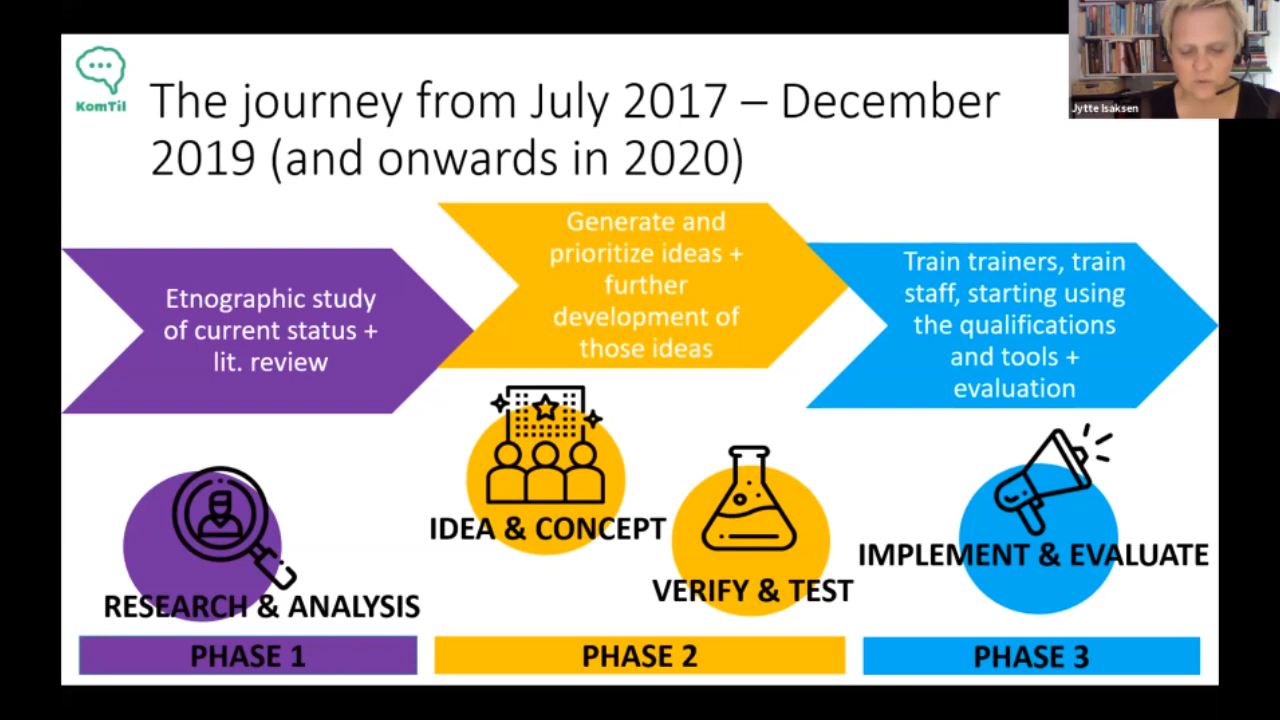 KomTil
The journey from July 2017 – December
2019 (and onwards in 2020)
Jytte Isaksen
Etnographic study
of current status +
lit. review
Generate and
prioritize ideas +
further
development of
those ideas
Train trainers, train
staff, starting using
the qualifications
and tools +
evaluation
RESEARCH & ANALYSIS
IDEA & CONCEPT
VERIFY & TEST
IMPLEMENT & EVALUATE
PHASE 1
PHASE 2
PHASE 3